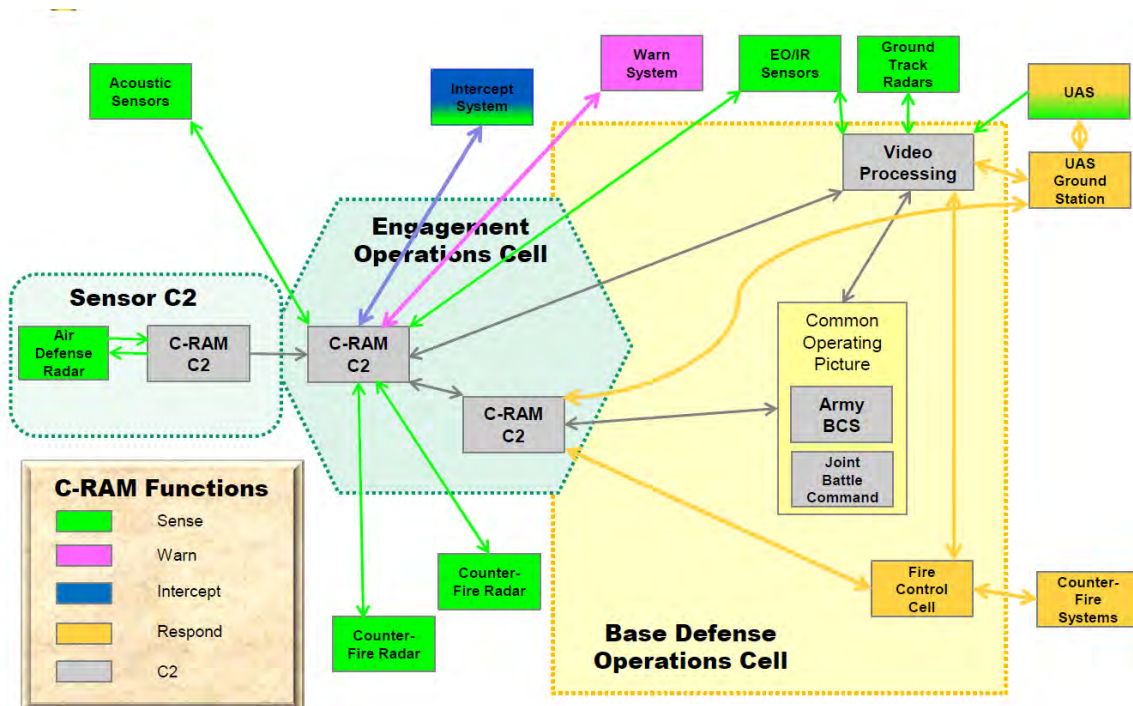 Acoustic
Sensors
Intercept
System
Warn
System
EO/IR
Sensors
Ground
Track
Radars
UAS
Video
Processing
UAS
Ground
Station
Engagement
Operations Cell
Sensor C2
Air
Defense
Radar
C-RAM
C2
C-RAM
C2
C-RAM
C2
Common
Operating
Picture
Army
BCS
Joint
Battle
Command
C-RAM Functions
Sense
Warn
Intercept
Respond
C2
Counter-
Fire Radar
Counter-
Fire Radar
Fire
Control
Cell
Counter-
Fire
Systems
Base Defense
Operations Cell